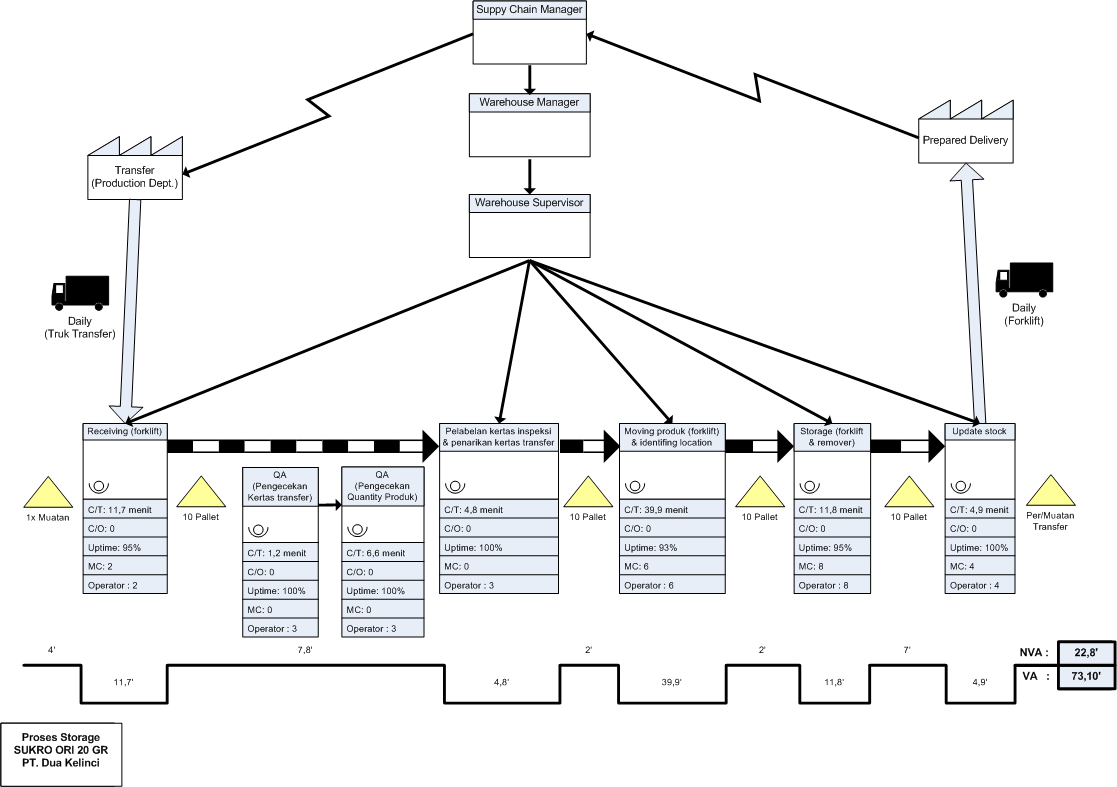 Suppy Chain Manager
Warehouse Manager
Warehouse Supervisor
Transfer
(Production Dept.)
Prepared Delivery
Daily
(Truk Transfer)
Daily
(Forklift)
Receiving (forklift)
C/T: 11,7 menit
C/O: 0
Uptime: 95%
MC: 2
Operator : 2
QA
(Pengecekan
Kertas transfer)
C/T: 1,2 menit
C/O: 0
Uptime: 100%
MC: 0
Operator : 3
QA
(Pengecekan
Quantity Produk)
C/T: 6,6 menit
C/O: 0
Uptime: 100%
MC: 0
Operator : 3
Pelabelan kertas inspeksi
& penarikan kertas transfer
C/T: 4,8 menit
C/O: 0
Uptime: 100%
MC: 0
Operator : 3
Moving produk (forklift)
& identifing location
C/T: 39,9 menit
C/O: 0
Uptime: 93%
MC: 6
Operator : 6
Storage (forklift
& remover)
C/T: 11,8 menit
C/O: 0
Uptime: 95%
MC: 8
Operator : 8
Update stock
C/T: 4,9 menit
C/O: 0
Uptime: 100%
MC: 4
Operator : 4
1x Muatan
10 Pallet
10 Pallet
10 Pallet
10 Pallet
Per/Muatan
Transfer
4'
7,8'
2'
2'
7'
11,7'
4,8'
39,9'
11,8'
4,9'
NVA : 22,8'
VA : 73,10'
Proses Storage
SUKRO ORI 20 GR
PT. Dua Kelinci